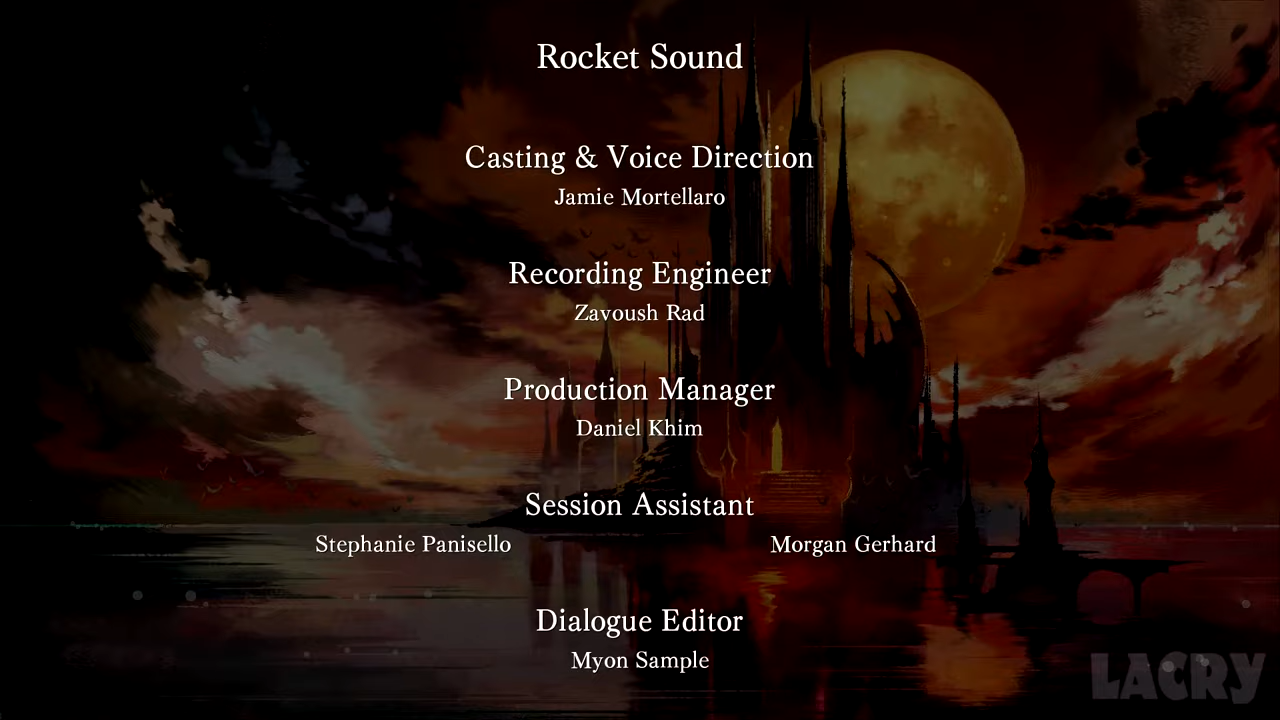 Rocket Sound
Casting & Voice Direction
Jamie Mortellaro
Recording Engineer
Zavoush Rad
Production Manager
Daniel Khim
Session Assistant
Stephanie Panisello Morgan Gerhard
Dialogue Editor
Myon Sample
LACRY